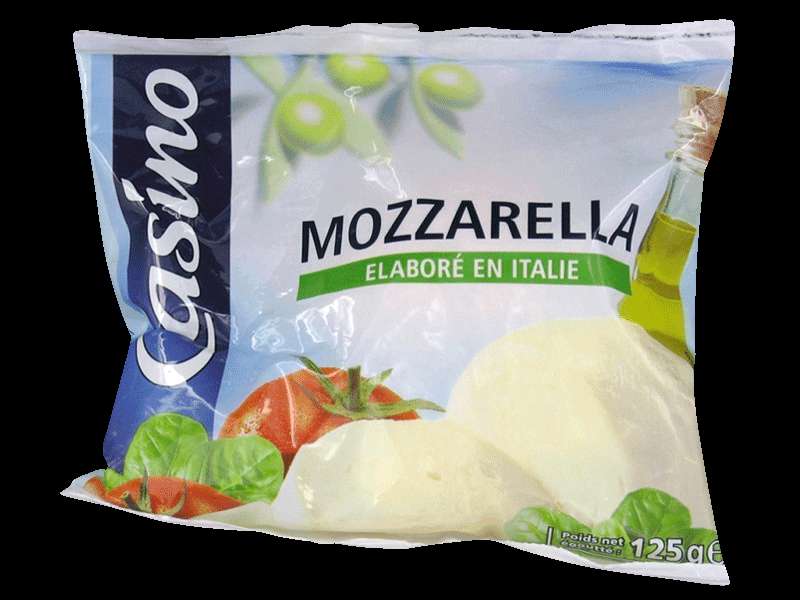 Casino
MOZZARELLA
ELABORÉ EN ITALIE
Poids net
égoutté : 125g e